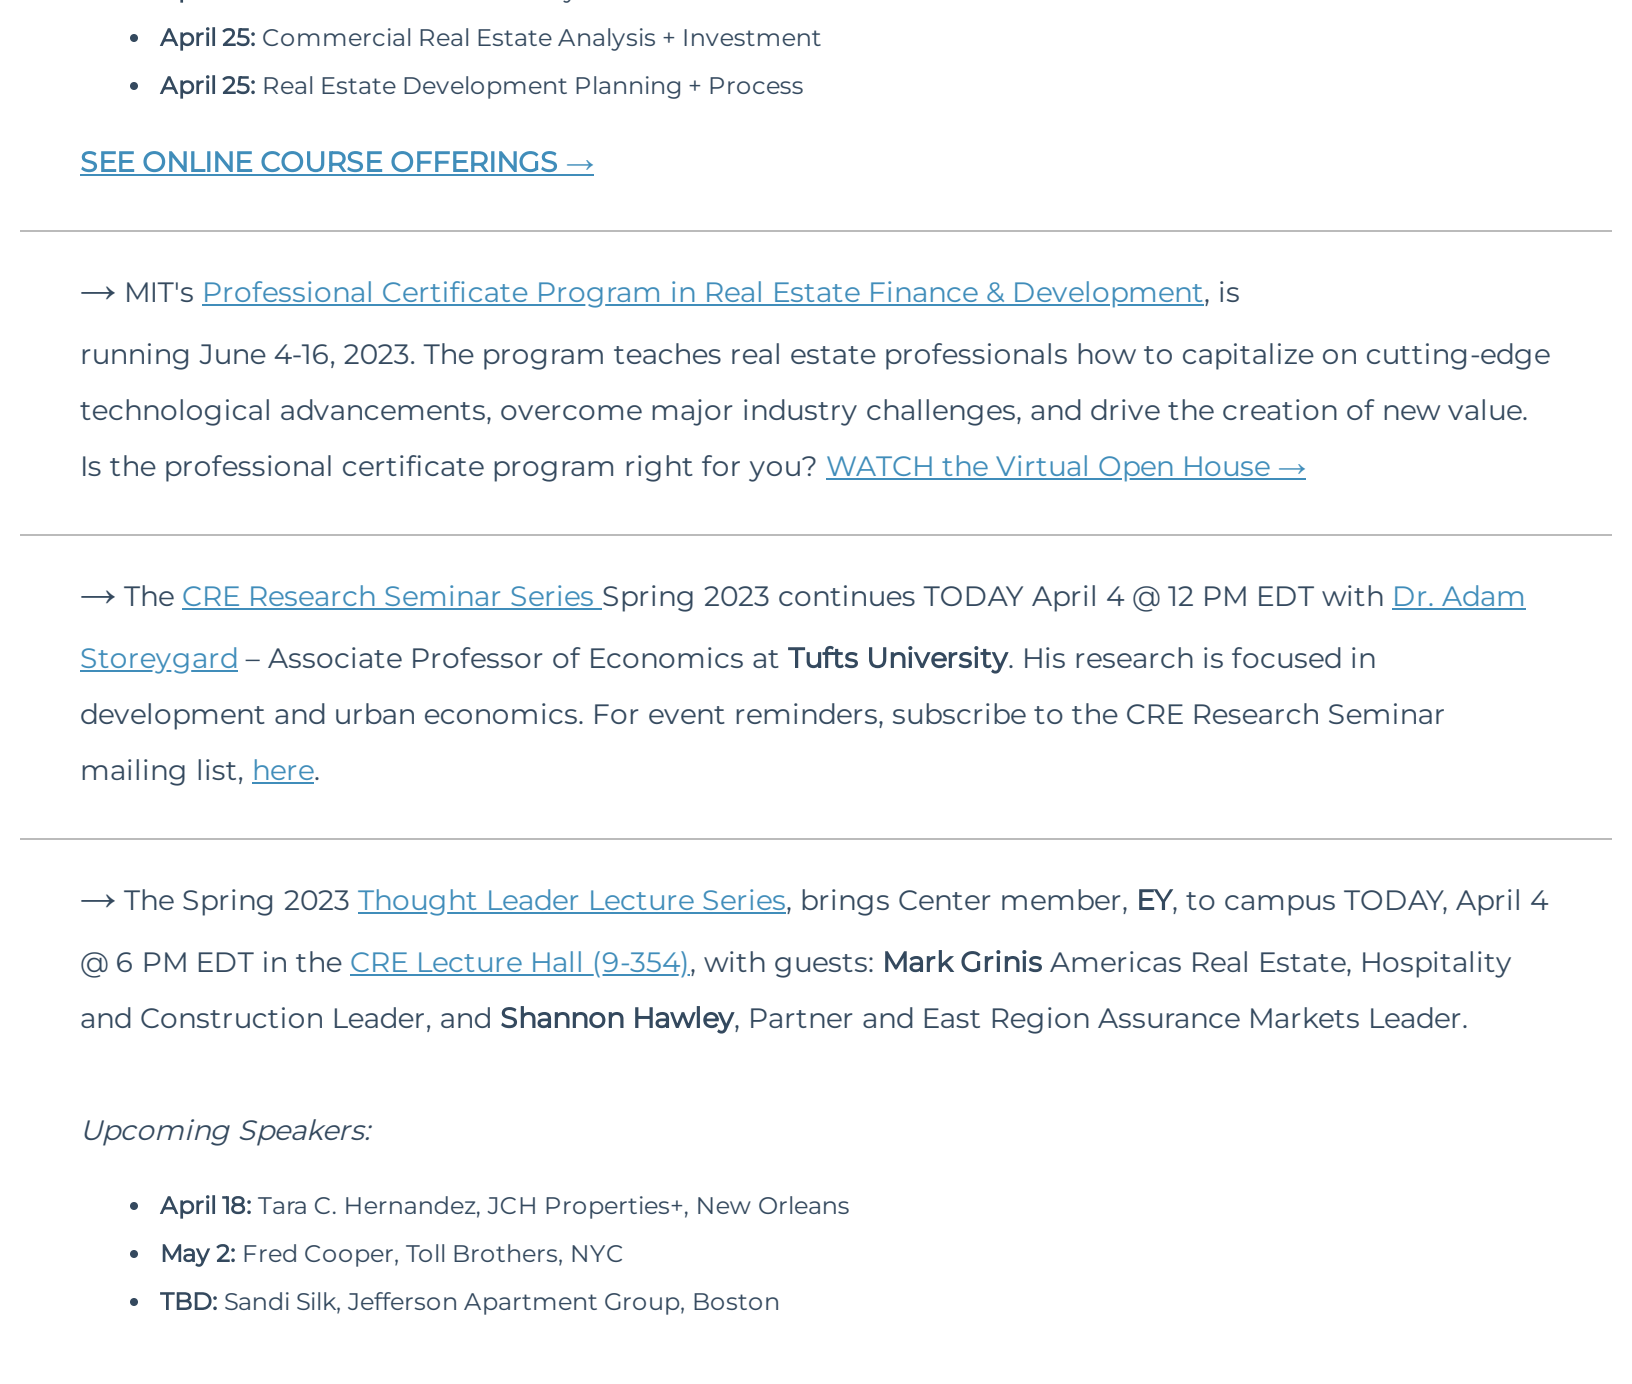 April 25: Commercial Real Estate Analysis + Investment
April 25: Real Estate Development Planning + Process
SEE ONLINE COURSE OFFERINGS →
→ MIT's Professional Certificate Program in Real Estate Finance & Development, is
running June 4-16, 2023. The program teaches real estate professionals how to capitalize on cutting-edge
technological advancements, overcome major industry challenges, and drive the creation of new value.
Is the professional certificate program right for you? WATCH the Virtual Open House →
→ The CRE Research Seminar Series Spring 2023 continues TODAY April 4 @ 12 PM EDT with Dr. Adam
Storeygard – Associate Professor of Economics at Tufts University. His research is focused in
development and urban economics. For event reminders, subscribe to the CRE Research Seminar
mailing list, here.
→ The Spring 2023 Thought Leader Lecture Series, brings Center member, EY, to campus TODAY, April 4
@ 6 PM EDT in the CRE Lecture Hall (9-354), with guests: Mark Grinis Americas Real Estate, Hospitality
and Construction Leader, and Shannon Hawley, Partner and East Region Assurance Markets Leader.
Upcoming Speakers:
April 18: Tara C. Hernandez, JCH Properties+, New Orleans
May 2: Fred Cooper, Toll Brothers, NYC
TBD: Sandi Silk, Jefferson Apartment Group, Boston